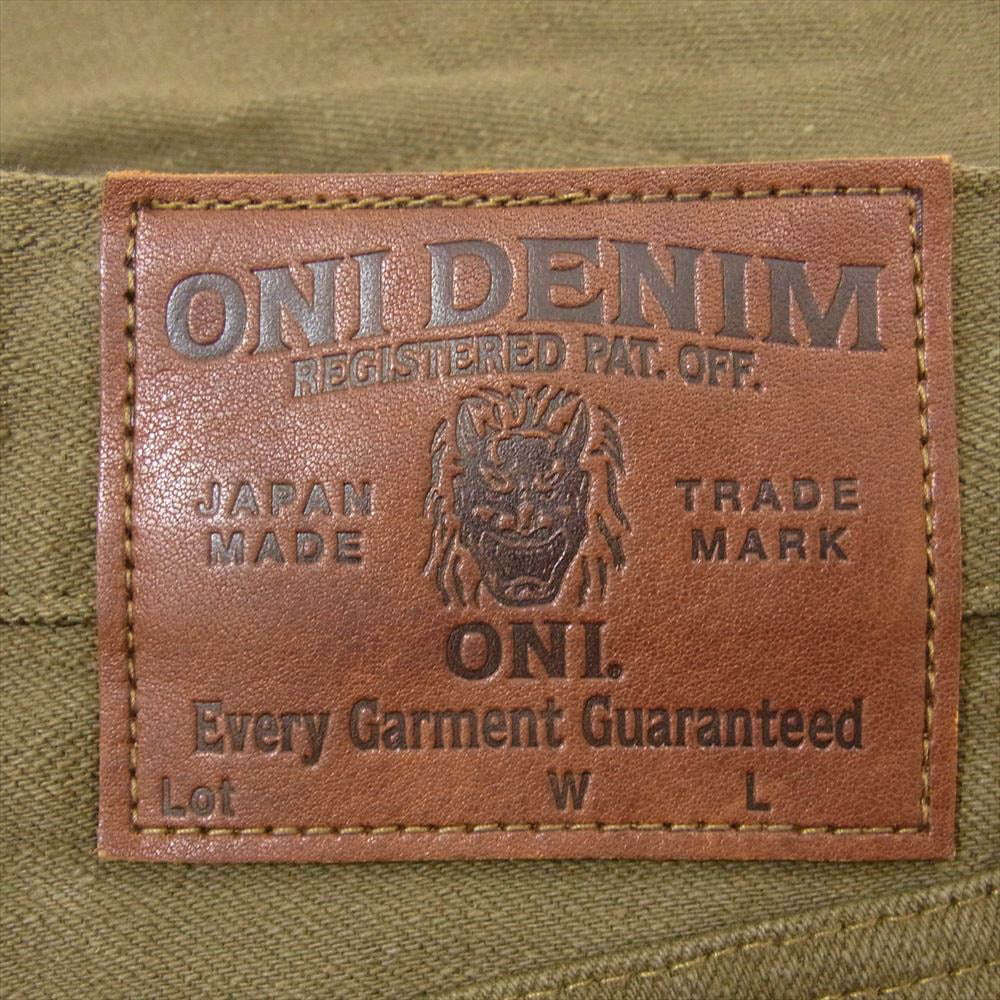 ONI DENIM
REGISTERED PAT. OFF.
JAPAN
MADE
TRADE
MARK
ONI.
Every Garment Guaranteed
Lot W L